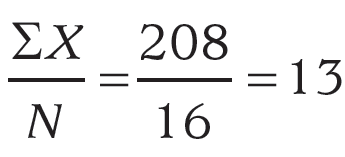 ΣX/N = 208/16 = 13